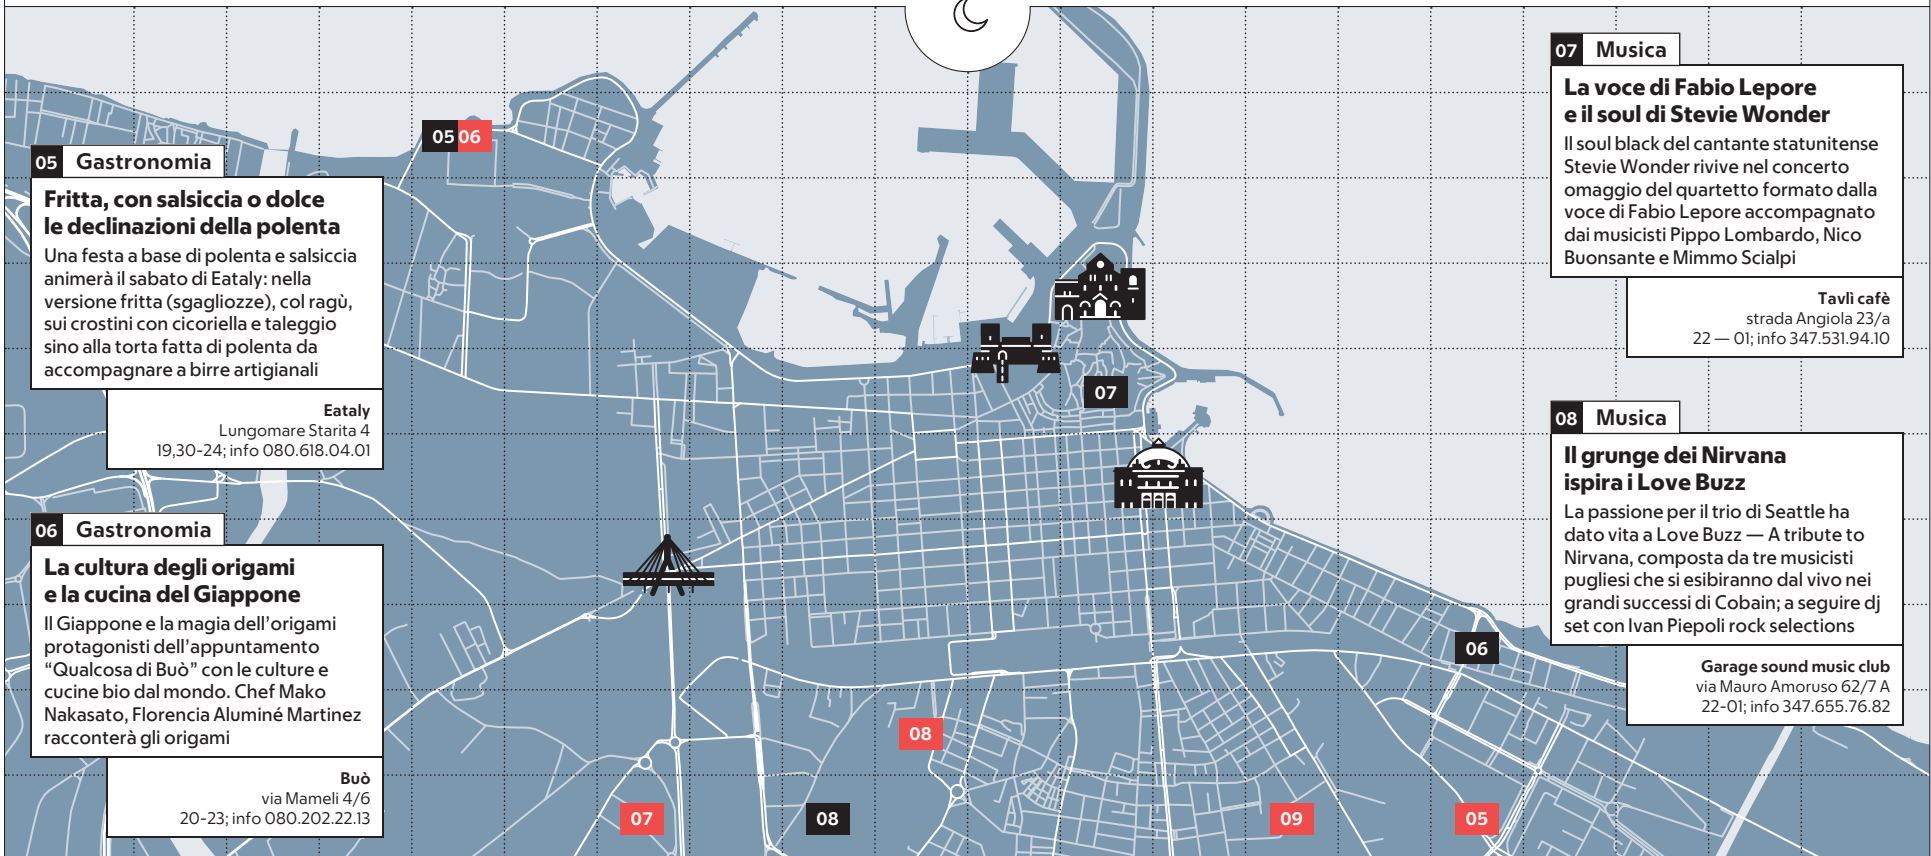 05 Gastronomia
Fritta, con salsiccia o dolce
le declinazioni della polenta
Una festa a base di polenta e salsiccia
animerà il sabato di Eataly: nella
versione fritta (sgagliozze), col ragù,
sui crostini con cicoriella e taleggio
sino alla torta fatta di polenta da
accompagnare a birre artigianali
Eataly
Lungomare Starita 4
19,30-24; info 080.618.04.01
06 Gastronomia
La cultura degli origami
e la cucina del Giappone
Il Giappone e la magia dell'origami
protagonisti dell'appuntamento
“Qualcosa di Buò” con le culture e
cucine bio dal mondo. Chef Mako
Nakasato, Florencia Aluminé Martinez
racconterà gli origami
Buò
via Mameli 4/6
20-23; info 080.202.22.13
05 06
07
06
08
07
08
09
05
07 Musica
La voce di Fabio Lepore
e il soul di Stevie Wonder
Il soul black del cantante statunitense
Stevie Wonder rivive nel concerto
omaggio del quartetto formato dalla
voce di Fabio Lepore accompagnato
dai musicisti Pippo Lombardo, Nico
Buonsante e Mimmo Scialpi
Tavlì cafè
strada Angiola 23/a
22 — 01; info 347.531.94.10
08 Musica
Il grunge dei Nirvana
ispira i Love Buzz
La passione per il trio di Seattle ha
dato vita a Love Buzz — A tribute to
Nirvana, composta da tre musicisti
pugliesi che si esibiranno dal vivo nei
grandi successi di Cobain; a seguire dj
set con Ivan Piepoli rock selections
Garage sound music club
via Mauro Amoruso 62/7 A
22-01; info 347.655.76.82